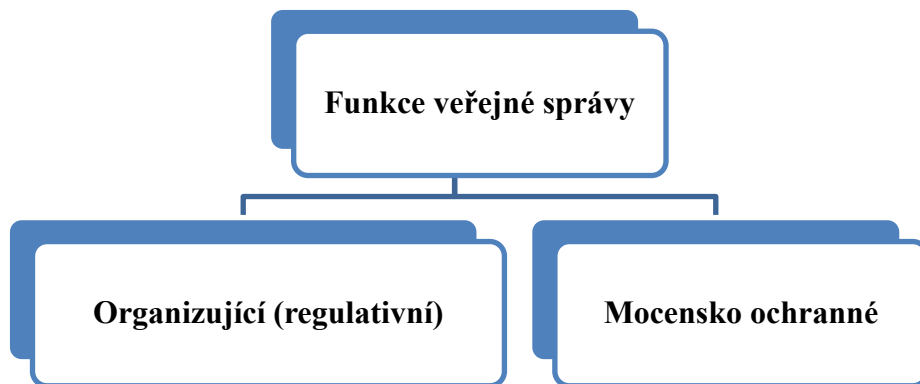 Funkce veřejné správy
Organizující (regulativní)
Mocensko ochranné